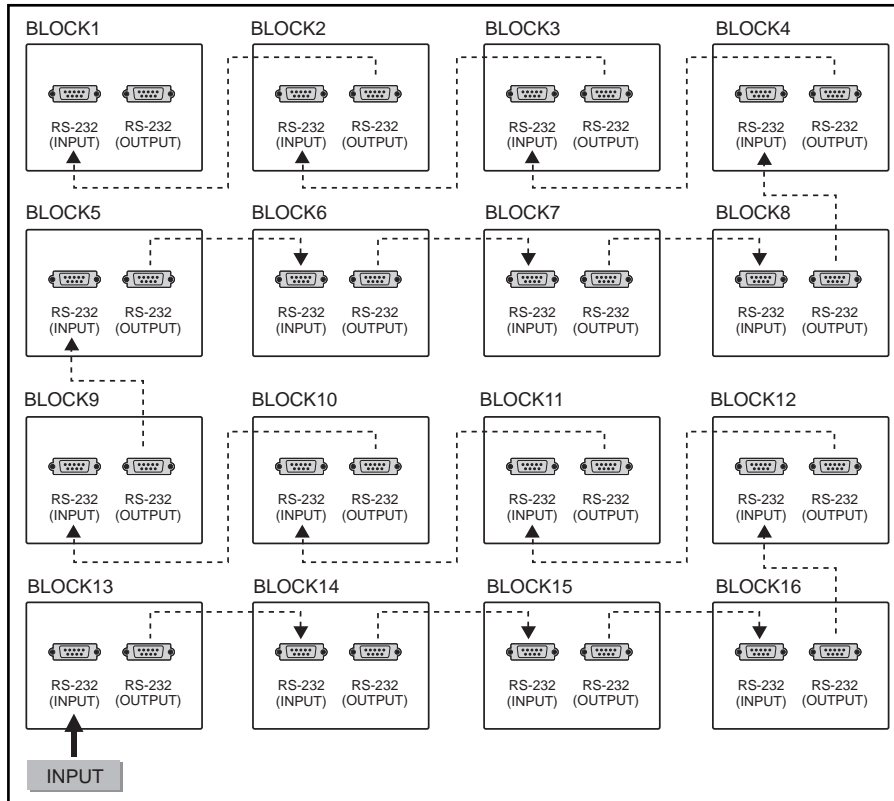 BLOCK1 BLOCK2 BLOCK3 BLOCK4
RS-232 RS-232 RS-232 RS-232 RS-232 RS-232 RS-232 RS-232
(INPUT) (OUTPUT) (INPUT) (OUTPUT) (INPUT) (OUTPUT) (INPUT) (OUTPUT)
BLOCK5 BLOCK6 BLOCK7 BLOCK8
RS-232 RS-232 RS-232 RS-232 RS-232 RS-232 RS-232 RS-232
(INPUT) (OUTPUT) (INPUT) (OUTPUT) (INPUT) (OUTPUT) (INPUT) (OUTPUT)
BLOCK9 BLOCK10 BLOCK11 BLOCK12
RS-232 RS-232 RS-232 RS-232 RS-232 RS-232 RS-232 RS-232
(INPUT) (OUTPUT) (INPUT) (OUTPUT) (INPUT) (OUTPUT) (INPUT) (OUTPUT)
BLOCK13 BLOCK14 BLOCK15 BLOCK16
RS-232 RS-232 RS-232 RS-232 RS-232 RS-232 RS-232 RS-232
(INPUT) (OUTPUT) (INPUT) (OUTPUT) (INPUT) (OUTPUT) (INPUT) (OUTPUT)
INPUT